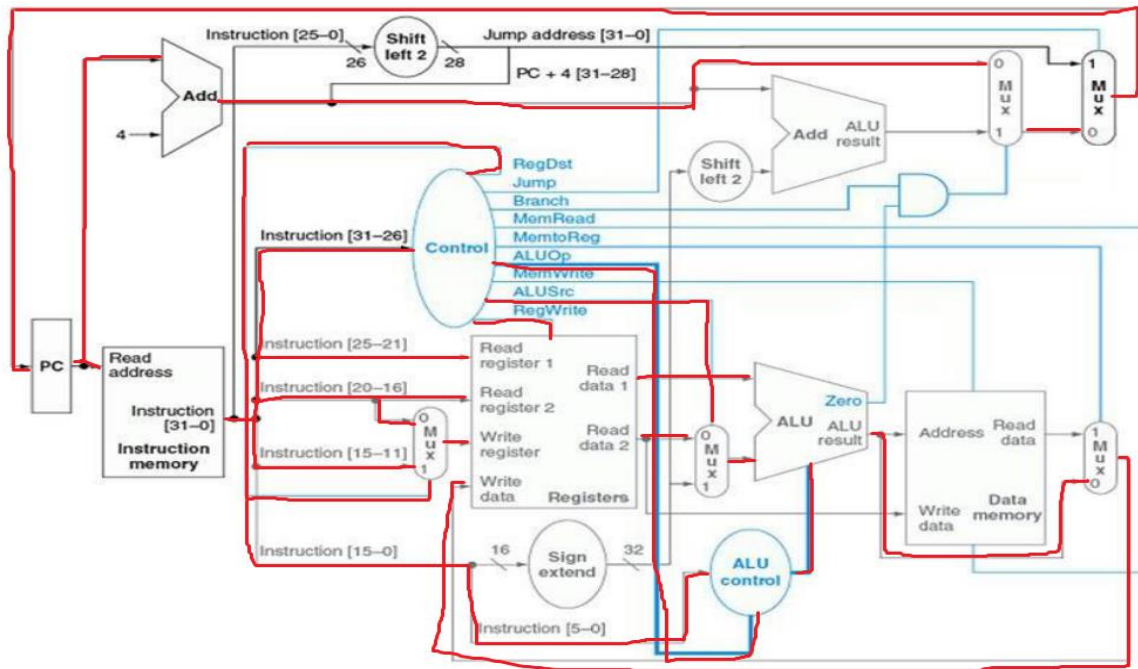 Instruction [25–0]
Shift
left 2
Jump address [31–0]
26
28
PC + 4 [31–28]
Add
4
0
M
u
x
1
1
M
u
x
0
Add
ALU
result
Shift
left 2
RegDst
Jump
Branch
MemRead
MemtoReg
ALUOp
MemWrite
ALUSrc
RegWrite
Instruction [31–26]
Control
PC
Read
address
Instruction
[31–0]
Instruction
memory
Instruction [25–21]
Instruction [20–16]
Instruction [15–11]
Instruction [15–0]
0
M
u
x
1
Read
register 1
Read
register 2
Write
register
Write
data
Read
data 1
Read
data 2
Registers
0
M
u
x
1
Zero
ALU
ALU
result
Address
Read
data
Write
data
Data
memory
1
M
u
x
0
16
Sign
extend
32
ALU
control
Instruction [5–0]